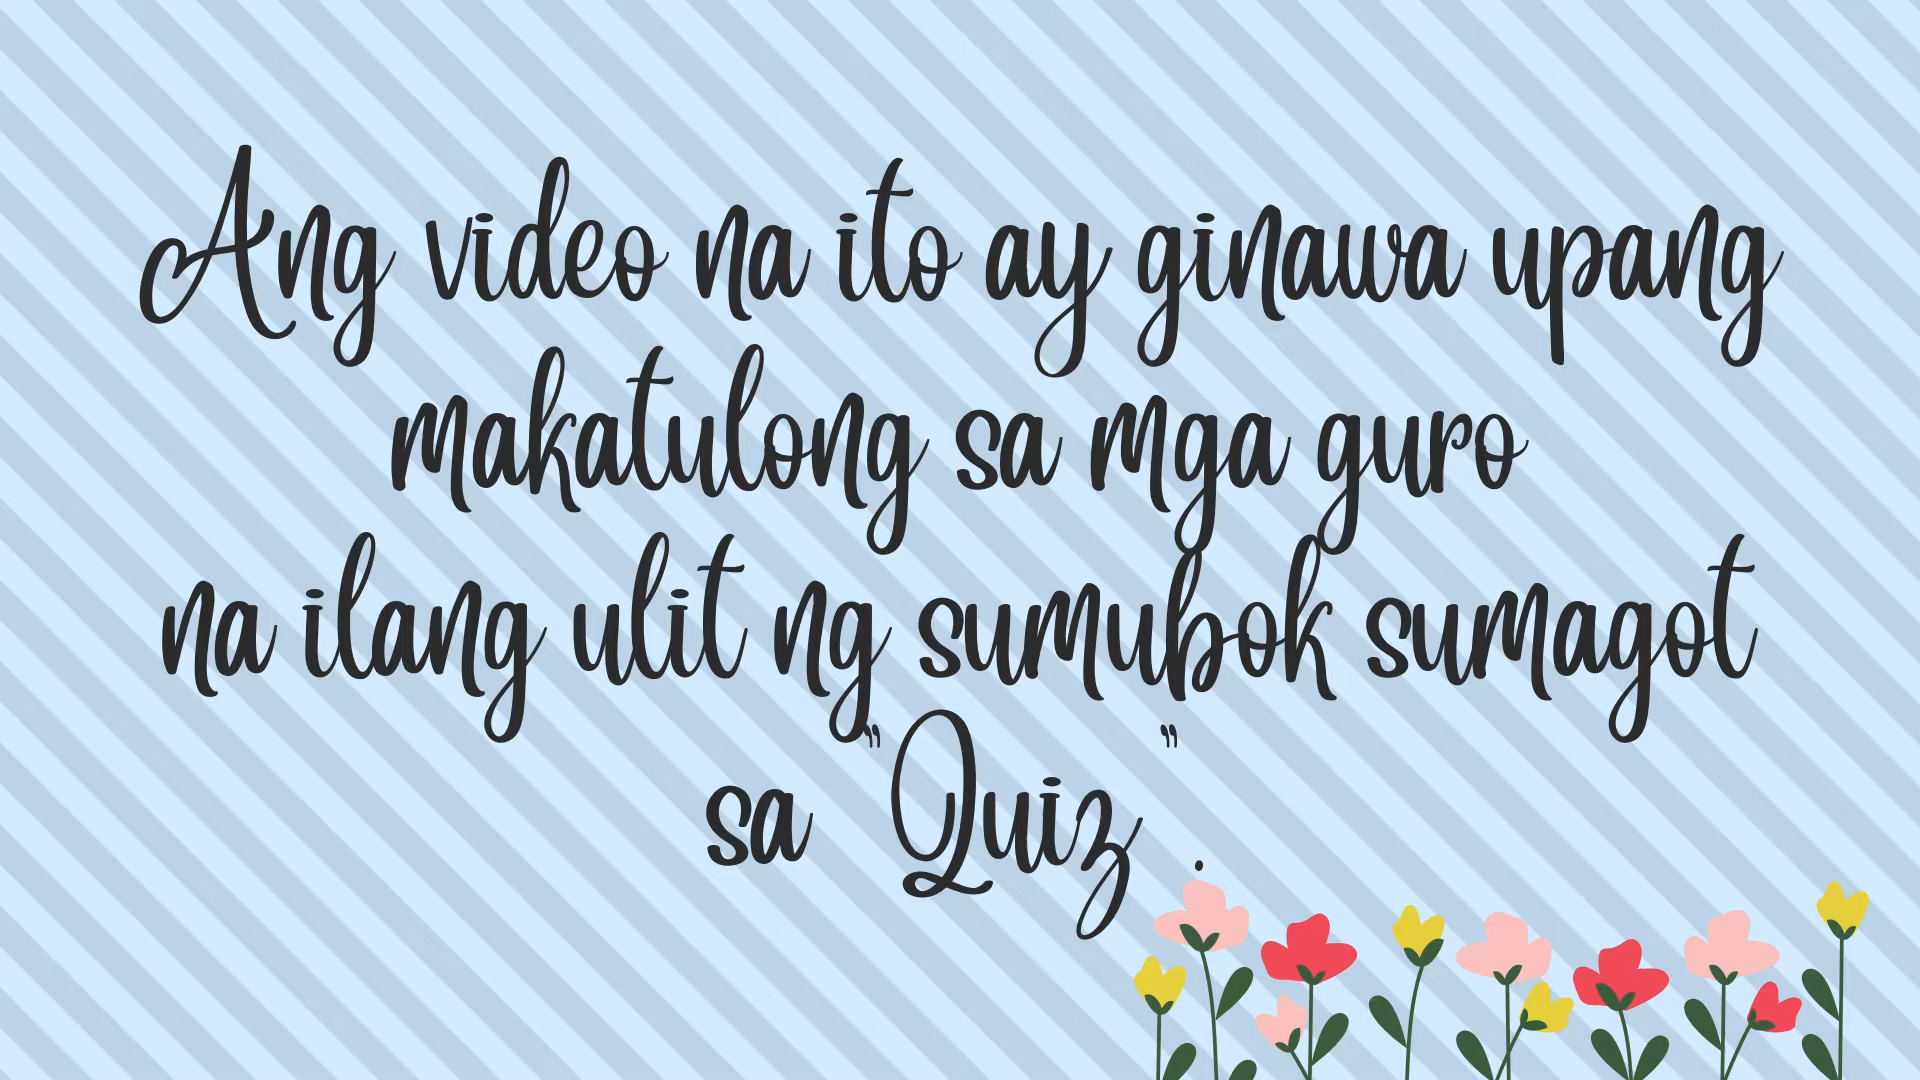 Ang video na ito ay ginawa upang
makatulong sa mga guro
na ilang ulit ng sumubok sumagot
sa "Quiz" .